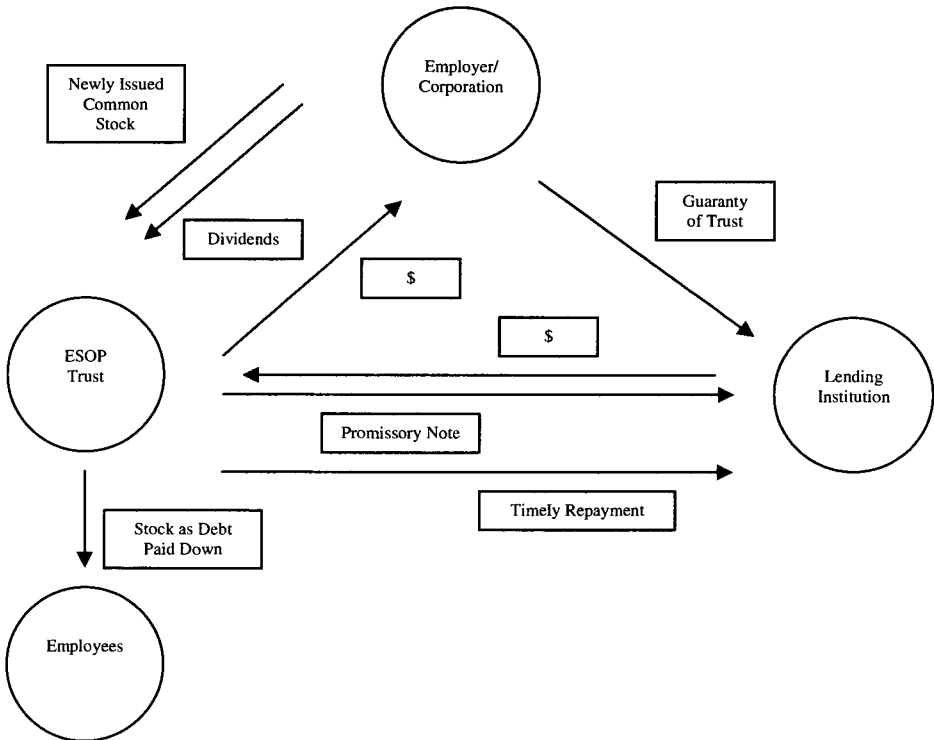 Employer/
Corporation
Newly Issued
Common
Stock
Guaranty
of Trust
Dividends
$
$
ESOP
Trust
Lending
Institution
Promissory Note
Timely Repayment
Stock as Debt
Paid Down
Employees